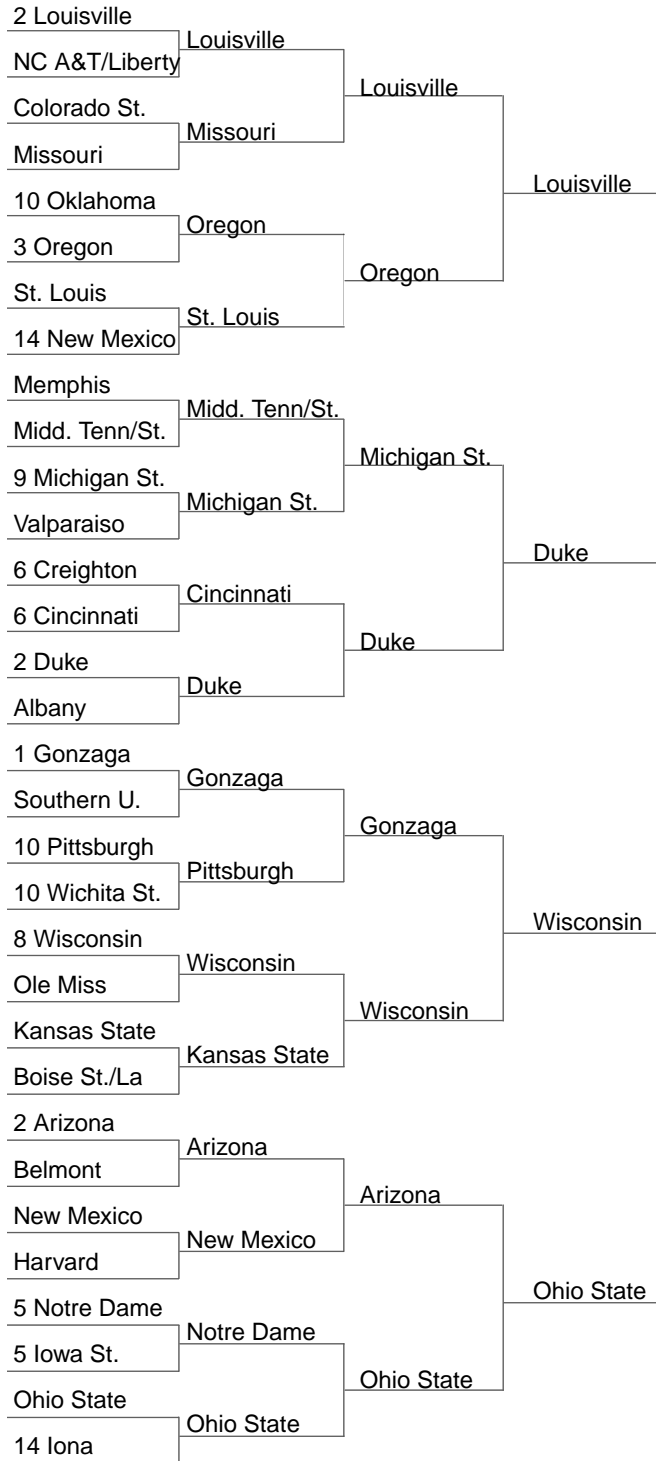 2 Louisville
NC A&T/Liberty
Colorado St.
Missouri
10 Oklahoma
3 Oregon
St. Louis
14 New Mexico
Memphis
Midd. Tenn/St.
9 Michigan St.
Valparaiso
6 Creighton
6 Cincinnati
2 Duke
Albany
1 Gonzaga
Southern U.
10 Pittsburgh
10 Wichita St.
8 Wisconsin
Ole Miss
Kansas State
Boise St./La
2 Arizona
Belmont
New Mexico
Harvard
5 Notre Dame
5 Iowa St.
Ohio State
14 Iona
Louisville
Missouri
Oregon
St. Louis
Midd. Tenn/St.
Michigan St.
Cincinnati
Duke
Gonzaga
Pittsburgh
Wisconsin
Kansas State
Arizona
New Mexico
Notre Dame
Ohio State
Louisville
Oregon
Michigan St.
Duke
Gonzaga
Wisconsin
Arizona
Ohio State
Louisville
Duke
Wisconsin
Ohio State